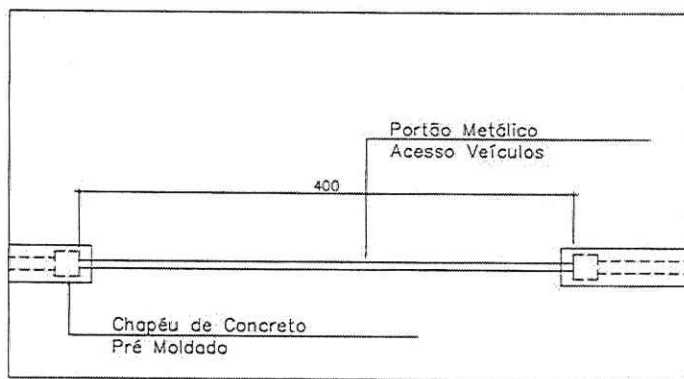 Portão Metálico
Acesso Veículos
400
Chapéu de Concreto
Pré Moldado